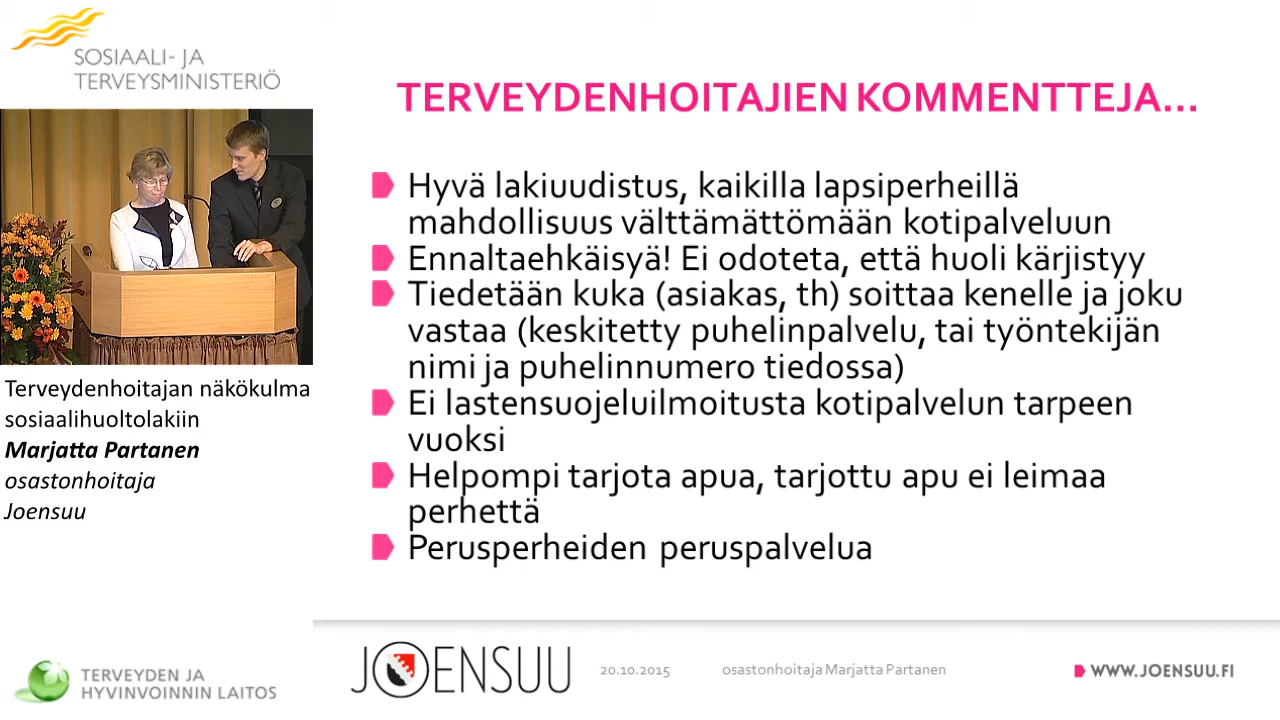 SOSIAALI- JA
TERVEYSMINISTERIÖ
Terveydenhoitajan näkökulma
sosiaalihuoltolakiin
Marjatta Partanen
osastonhoitaja
Joensuu
TERVEYDEN JA
HYVINVOINNIN LAITOS
TERVEYDENHOITAJIEN KOMMENTTEJA...
Hyvä lakiuudistus, kaikilla lapsiperheillä
mahdollisuus välttämättömään kotipalveluun
Ennaltaehkäisyä! Ei odoteta, että huoli kärjistyy
Tiedetään kuka (asiakas, th) soittaa kenelle ja joku
vastaa (keskitetty puhelinpalvelu, tai työntekijän
nimi ja puhelinnumero tiedossa)
Ei lastensuojeluilmoitusta kotipalvelun tarpeen
vuoksi
Helpompi tarjota apua, tarjottu apu ei leimaa
perhettä
Perusperheiden peruspalvelua
JOENSUU
20.10.2015
osastonhoitaja Marjatta Partanen
WWW.JOENSUU.FI